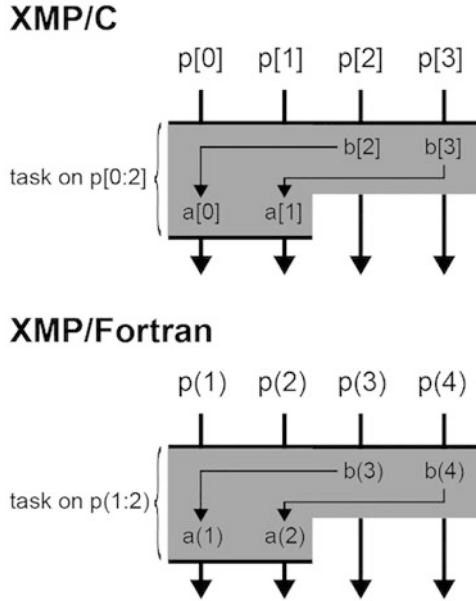 XMP/C
p[0] p[1] p[2] p[3]
b[2] b[3]
task on p[0:2]
a[0] a[1]
XMP/Fortran
p(1) p(2) p(3) p(4)
b(3) b(4)
task on p(1:2)
a(1) a(2)